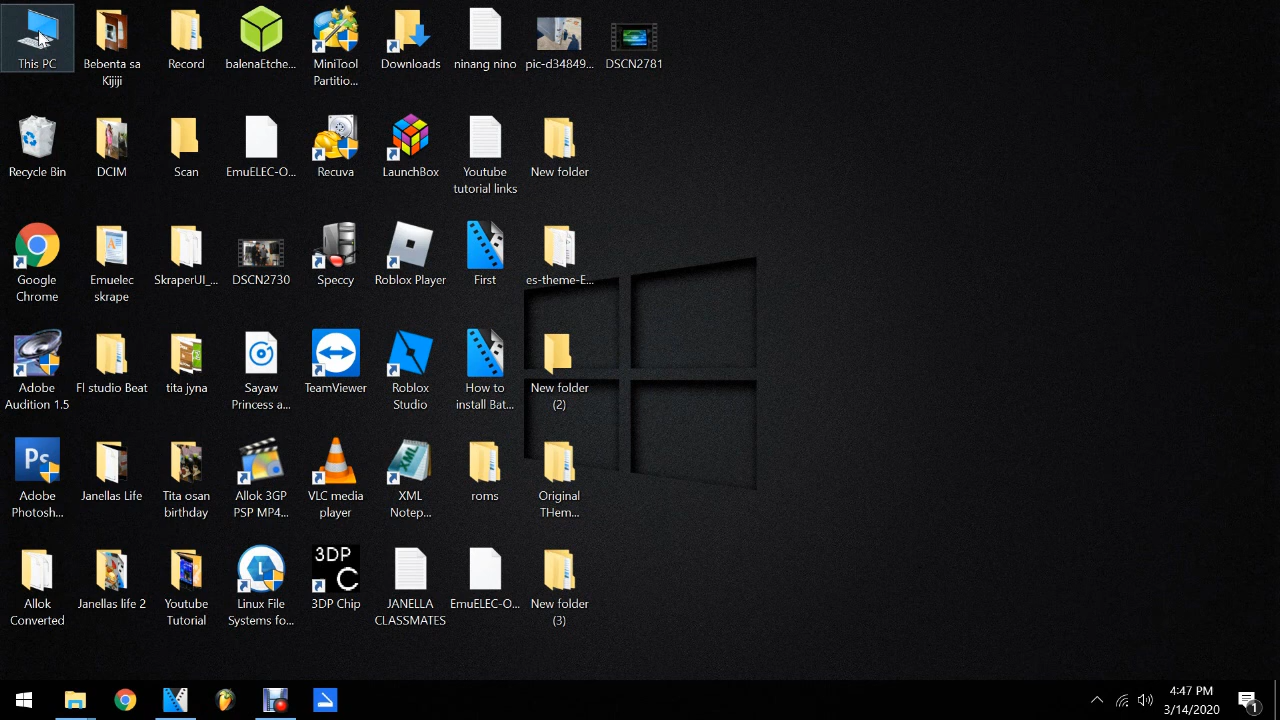 This PC
Bebenta sa
Kijiji
Record
balenaEtche...
MiniTool
Partitio...
Downloads
ninang nino
pic-d34849...
DSCN2781
Recycle Bin
DCIM
Scan
EmuELEC-O...
Recuva
LaunchBox
Youtube
tutorial links
New folder
Google
Chrome
Emuelec
skrape
SkraperUI_...
DSCN2730
Speccy
Roblox Player
First
es-theme-E...
Adobe
Audition 1.5
Fl studio Beat
tita jyna
Sayaw
Princess a...
TeamViewer
Roblox
Studio
How to
install Bat...
New folder
(2)
Ps
Adobe
Photosh...
Janellas Life
Tita osan
birthday
Allok 3GP
PSP MP4...
VLC media
player
XML
XML
Notep...
roms
Original
THem...
Allok
Converted
Janellas life 2
Youtube
Tutorial
L
Linux File
Systems fo...
3DP
C
3DP Chip
JANELLA
CLASSMATES
EmuELEC-O...
New folder
(3)
4:47 PM
3/14/2020
1